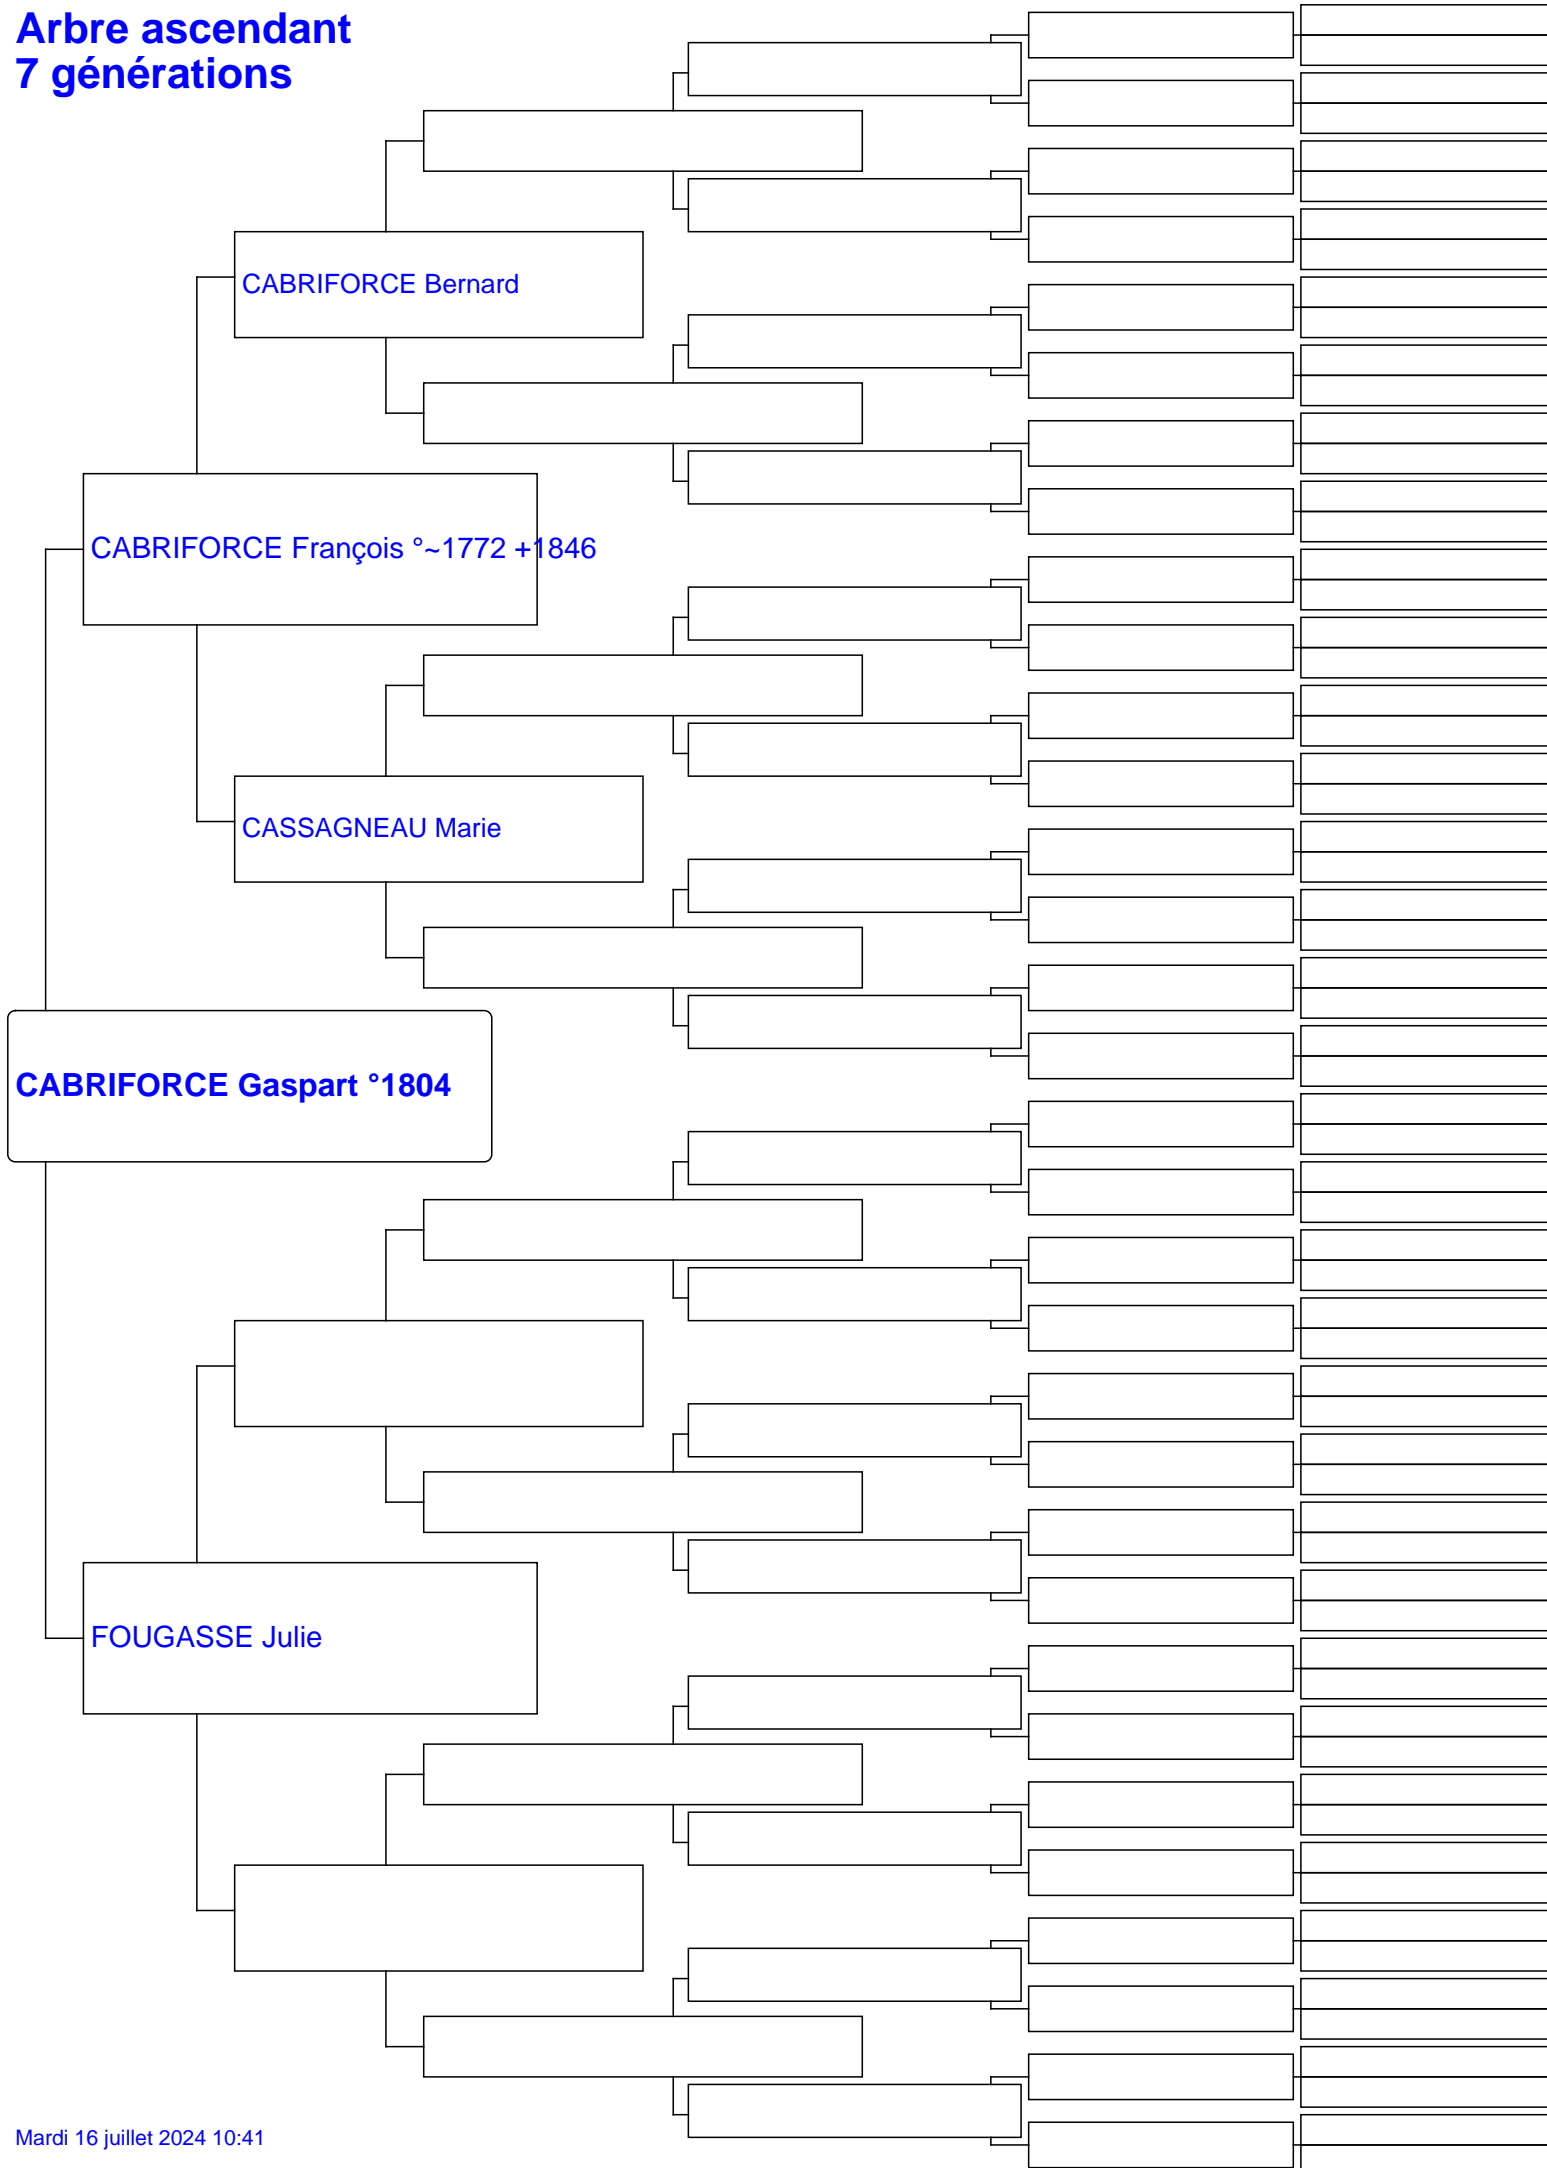 Arbre ascendant
7 générations
CABRIFORCE Bernard
CABRIFORCE François °~1772 +1846
CASSAGNEAU Marie
CABRIFORCE Gaspart °1804
FOUGASSE Julie
Mardi 16 juillet 2024 10:41